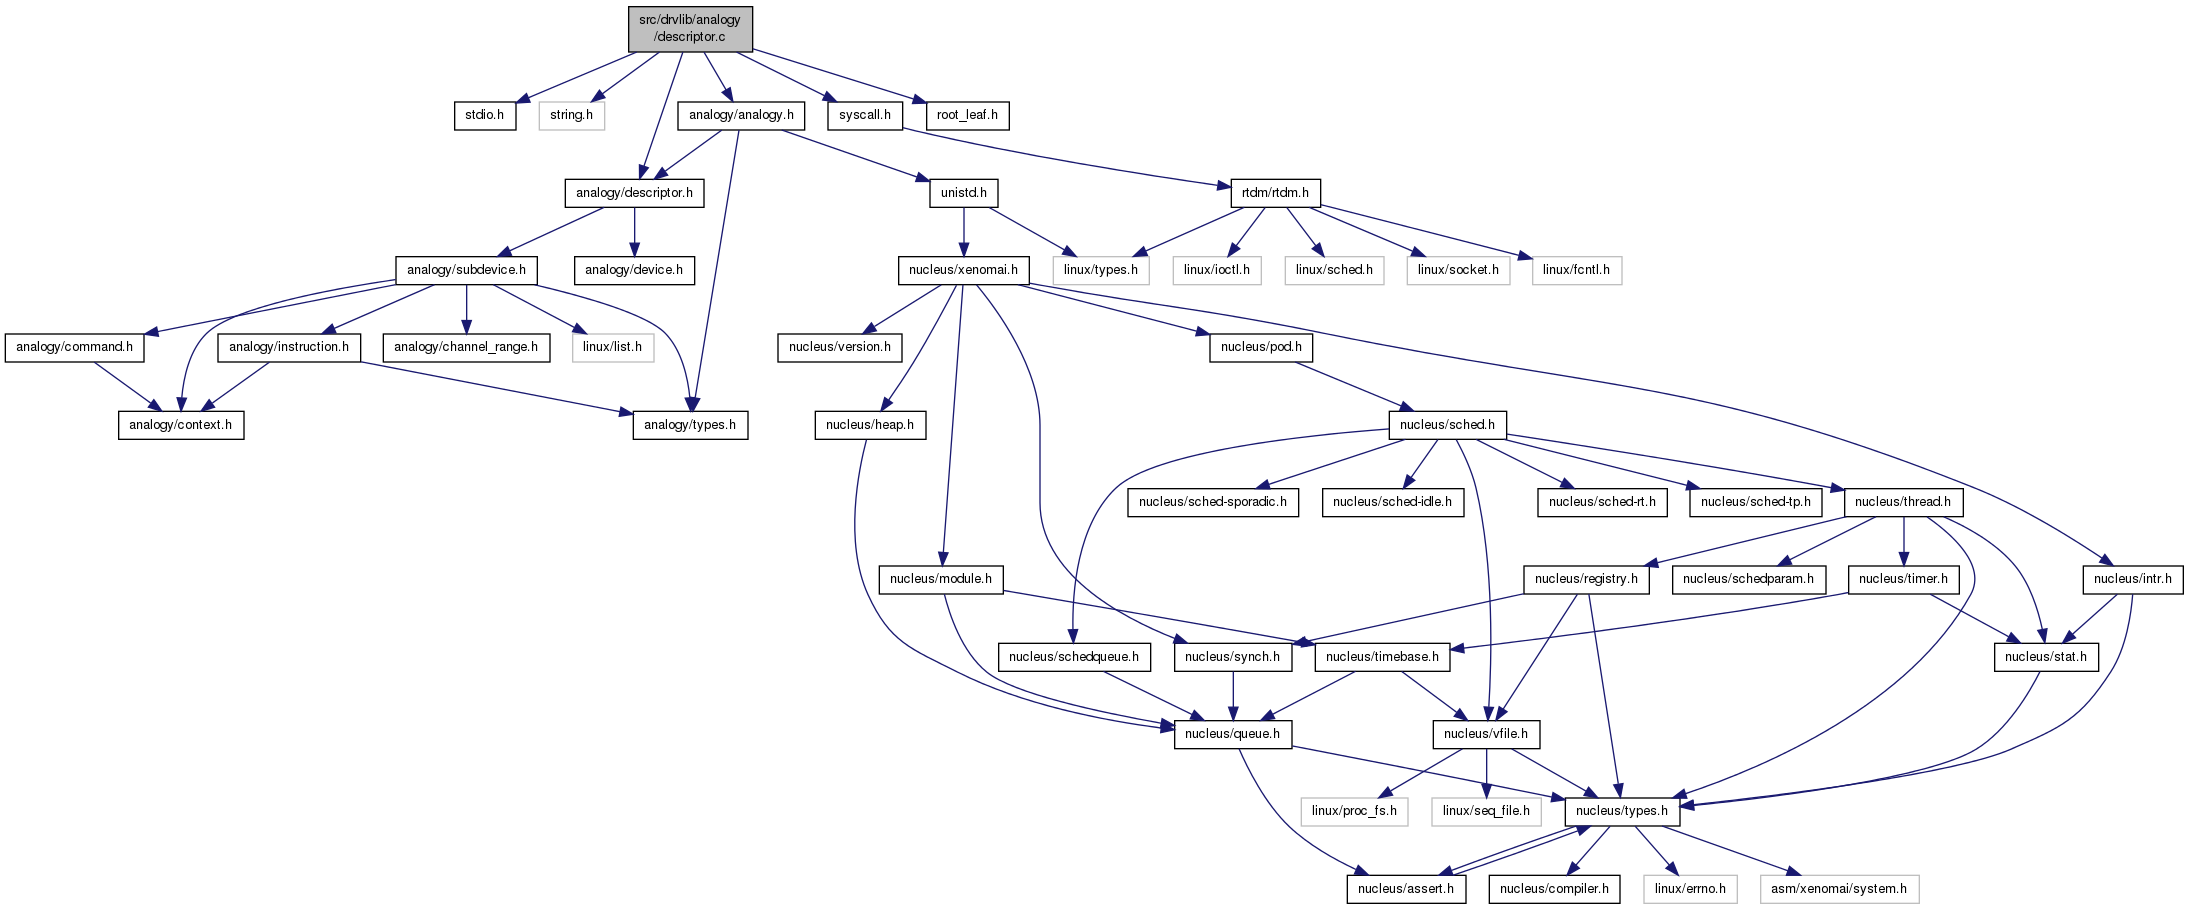 src/drvlib/analogy
/descriptor.c
stdio.h
string.h
analogy/analogy.h
syscall.h
root_leaf.h
analogy/descriptor.h
unistd.h
rtdm/rtdm.h
analogy/subdevice.h
analogy/device.h
nucleus/xenomai.h
linux/types.h
linux/ioctl.h
linux/sched.h
linux/socket.h
linux/fcntl.h
analogy/command.h
analogy/instruction.h
analogy/channel_range.h
linux/list.h
nucleus/version.h
nucleus/pod.h
analogy/context.h
analogy/types.h
nucleus/heap.h
nucleus/sched.h
nucleus/sched-sporadic.h
nucleus/sched-idle.h
nucleus/sched-rt.h
nucleus/sched-tp.h
nucleus/thread.h
nucleus/module.h
nucleus/registry.h
nucleus/schedparam.h
nucleus/timer.h
nucleus/intr.h
nucleus/schedqueue.h
nucleus/synch.h
nucleus/timebase.h
nucleus/stat.h
nucleus/queue.h
nucleus/vfile.h
linux/proc_fs.h
linux/seq_file.h
nucleus/types.h
nucleus/assert.h
nucleus/compiler.h
linux/errno.h
asm/xenomai/system.h